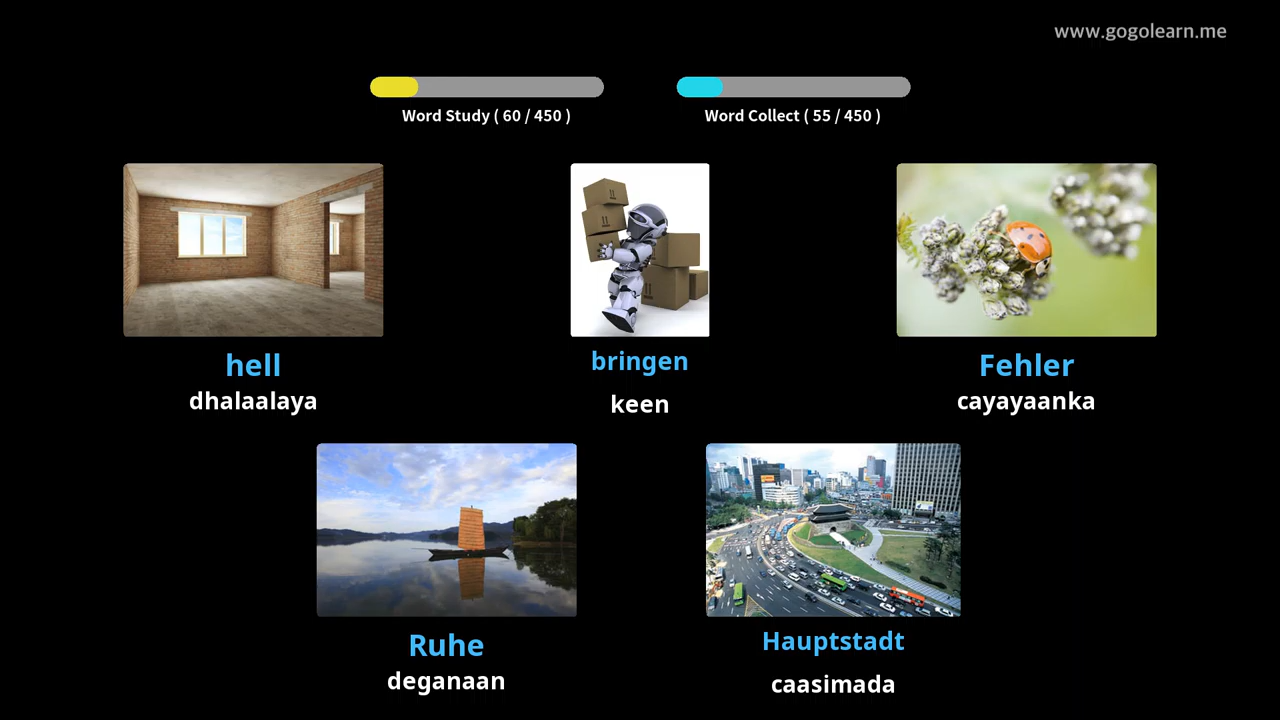 www.gogolearn.me
Word Study ( 60 / 450 )
Word Collect ( 55 / 450 )
hell
dhalaalaya
bringen
keen
Fehler
cayayaanka
Ruhe
deganaan
Hauptstadt
caasimada